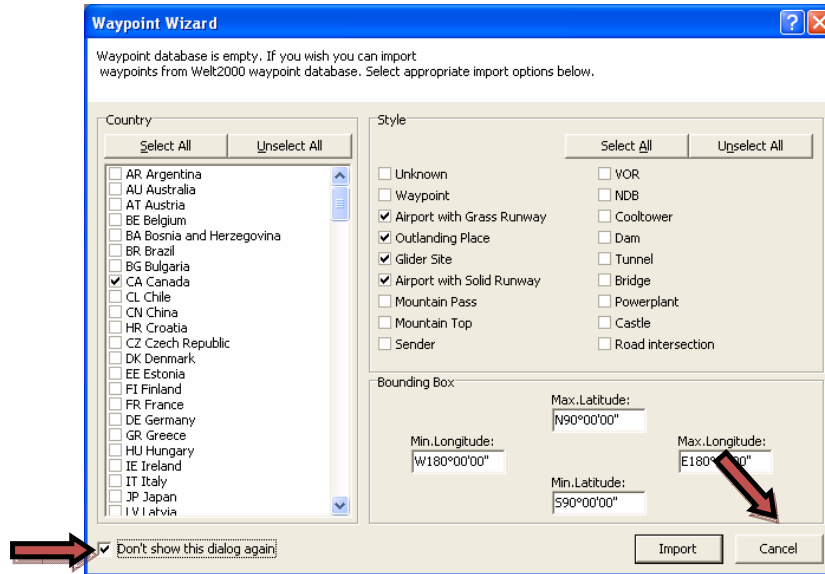 Waypoint Wizard
Waypoint database is empty. If you wish you can import
waypoints from Welt2000 waypoint database. Select appropriate import options below.
Country
Select All Unselect All
AR Argentina
AU Australia
AT Austria
BE Belgium
BA Bosnia and Herzegovina
BR Brazil
BG Bulgaria
CA Canada
CL Chile
CN China
HR Croatia
CZ Czech Republic
DK Denmark
EE Estonia
FI Finland
FR France
DE Germany
GR Greece
HU Hungary
IE Ireland
IT Italy
JP Japan
LV Latvia
Style
Select All Unselect All
Unknown
Waypoint
Airport with Grass Runway
Outlanding Place
Glider Site
Airport with Solid Runway
Mountain Pass
Mountain Top
Sender
VOR
NDB
Cooltower
Dam
Tunnel
Bridge
Powerplant
Castle
Road intersection
Bounding Box
Max.Latitude:
N90°00'00"
Min.Longitude:
W180°00'00"
Max.Longitude:
Min.Latitude:
S90°00'00"
Don't show this dialog again
Import Cancel